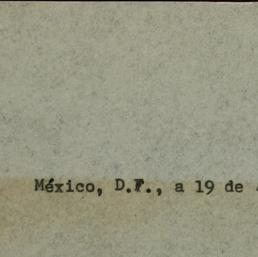 México, D.F., a 19 de